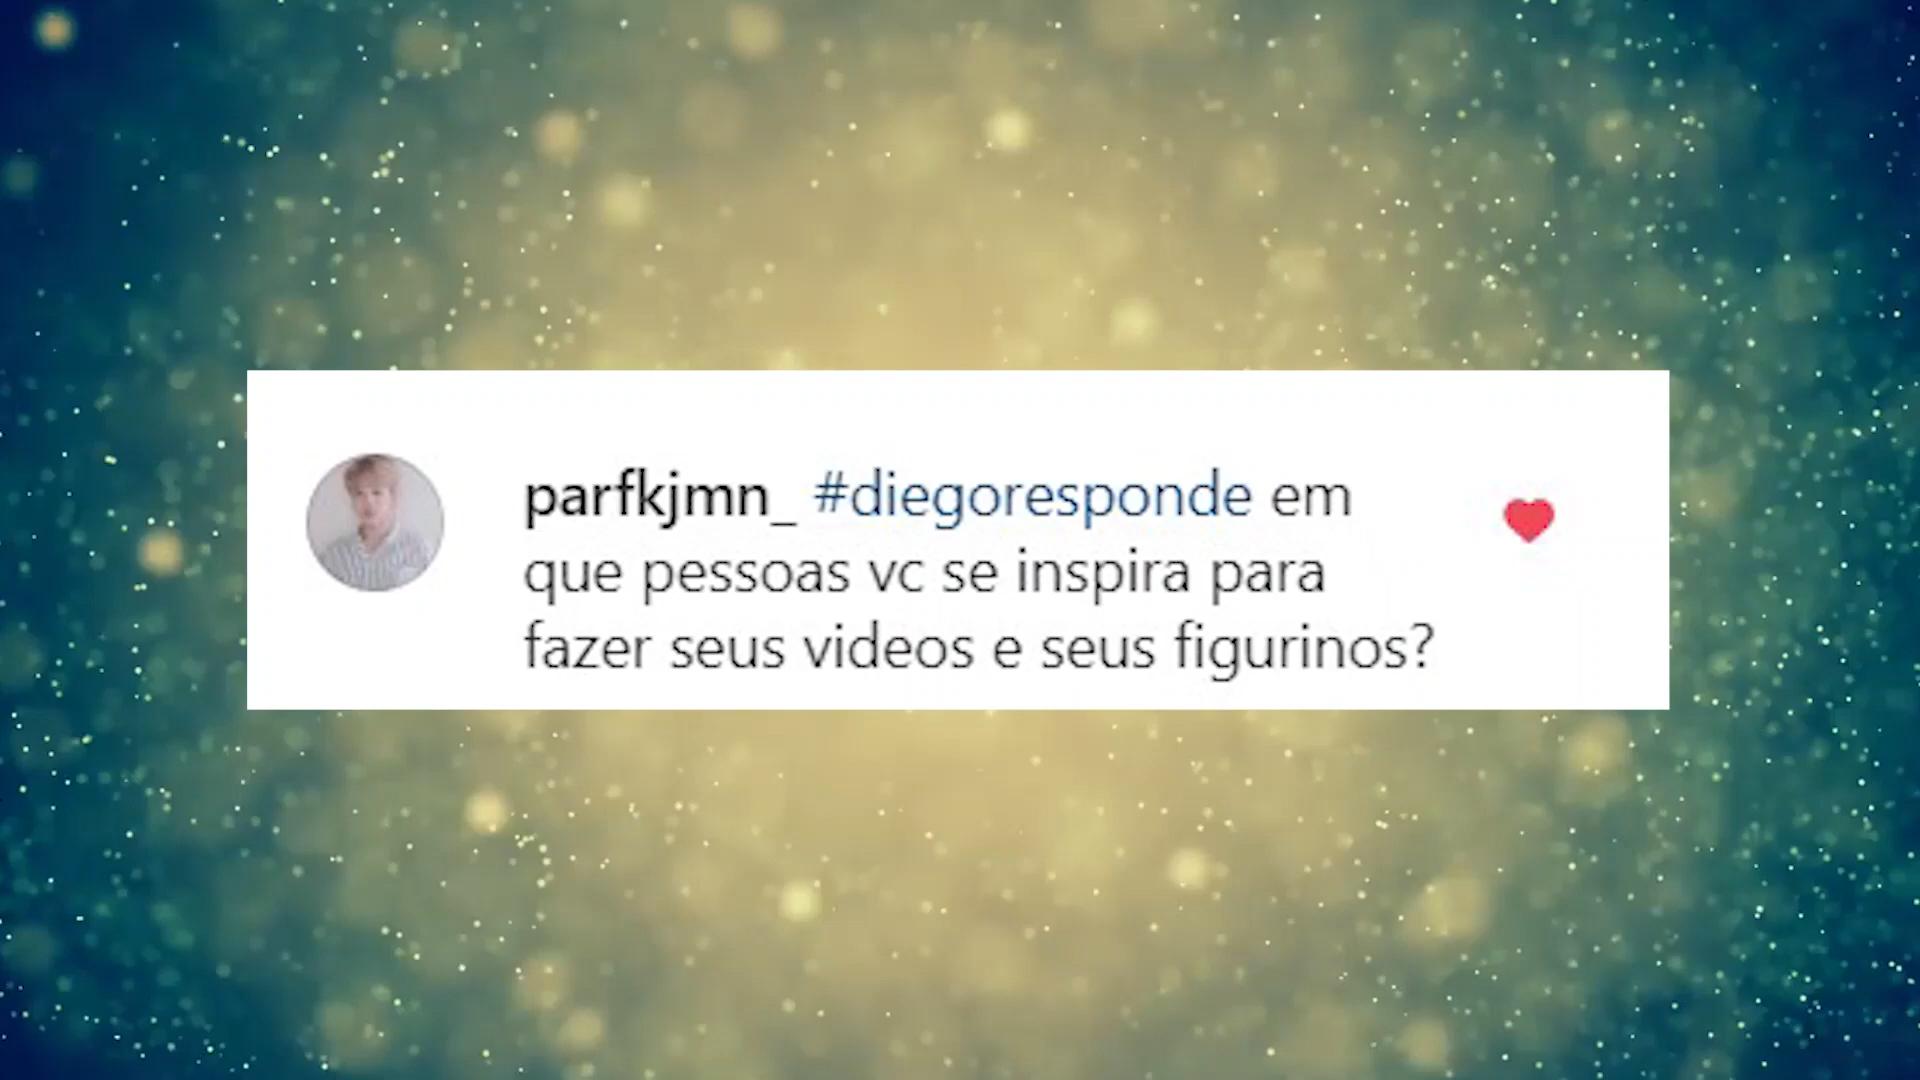 parfkjmn_ #diegoresponde em
que pessoas vc se inspira para
fazer seus videos e seus figurinos?